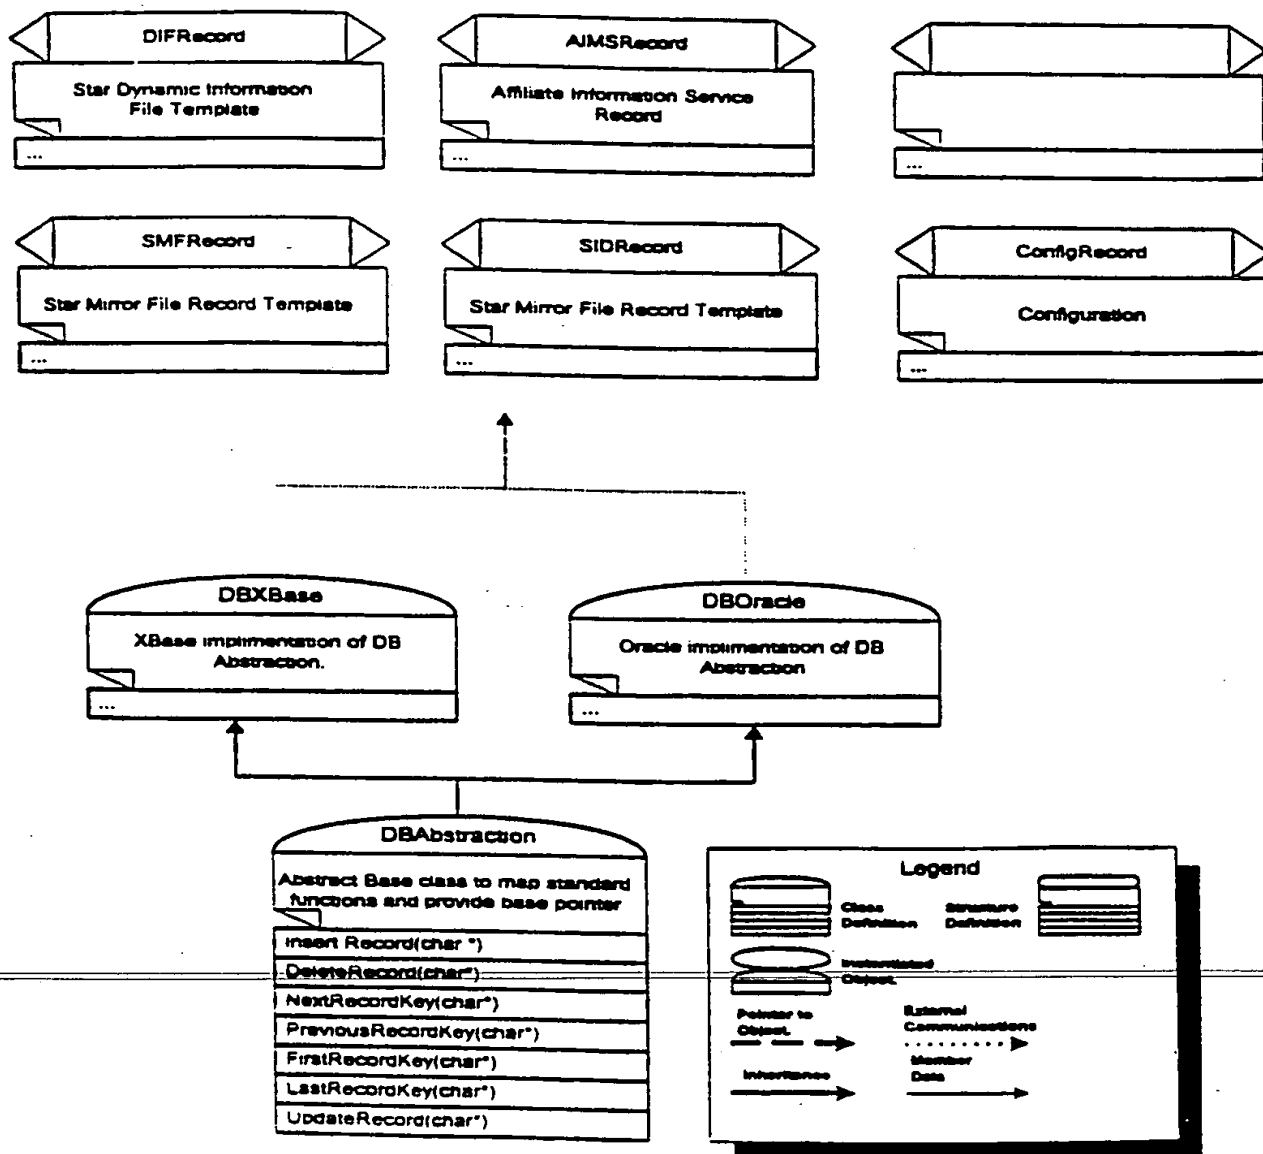 DIFRecord
Star Dynamic Information
File Template
...
AIMSRecord
Affiliate Information Service
Record
...
...
SMFRecord
Star Mirror File Record Template
...
SIDRecord
Star Mirror File Record Template
...
ConfigRecord
Configuration
...
DBXBase
XBase implimentation of DB
Abstraction.
...
DBOracle
Oracle implimentation of DB
Abstraction
...
DBAbstraction
Abstract Base class to map standard
functions and provide base pointer
Insert Record(char *)
DeleteRecord(char*)
NextRecordKey(char*)
PreviousRecordKey(char*)
FirstRecordKey(char*)
LastRecordKey(char*)
UpdateRecord(char*)
Legend
Class
Definition
Structure
Definition
Instantiated
Object.
Pointer to
Object.
External
Communications
Inheritance
Member
Data